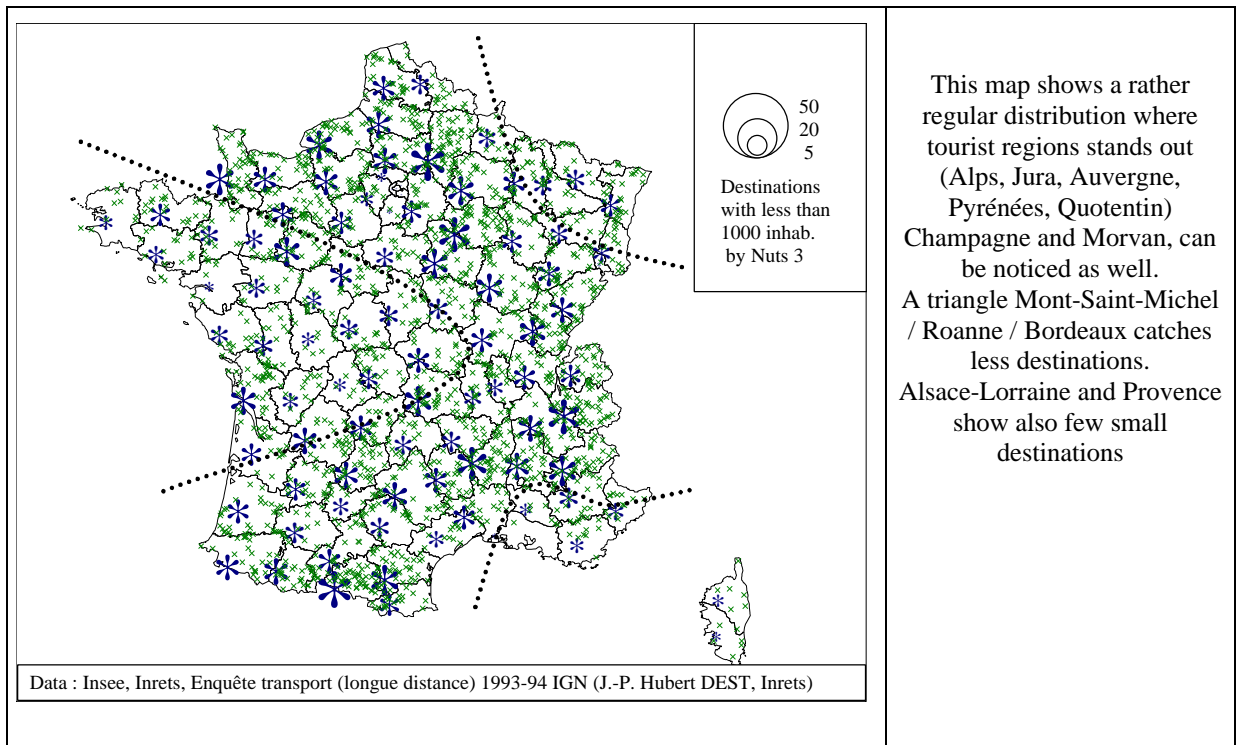 50
20
5
Destinations
with less than
1000 inhab.
by Nuts 3
Data : Insee, Inrets, Enquête transport (longue distance) 1993-94 IGN (J.-P. Hubert DEST, Inrets)
This map shows a rather
regular distribution where
tourist regions stands out
(Alps, Jura, Auvergne,
Pyrénées, Quotentin)
Champagne and Morvan, can
be noticed as well.
A triangle Mont-Saint-Michel
/ Roanne / Bordeaux catches
less destinations.
Alsace-Lorraine and Provence
show also few small
destinations